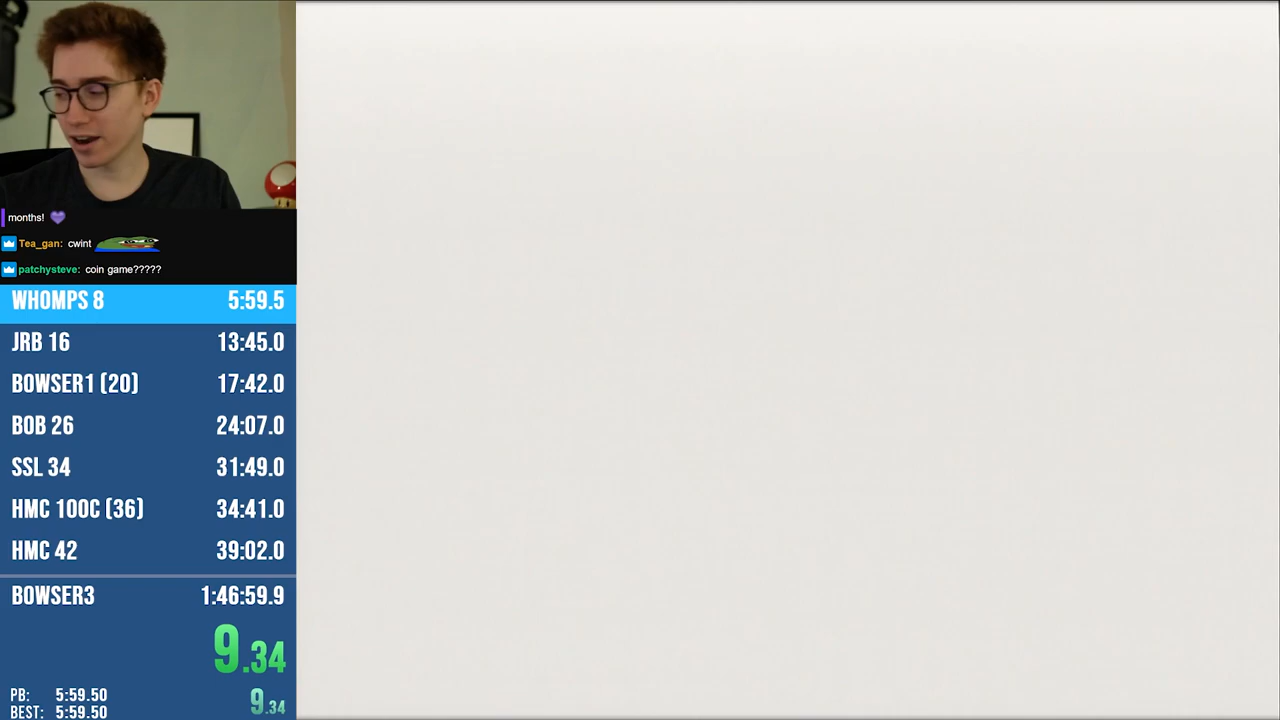 months!
Tea_gan: cwint
patchysteve: coin game?????
WHOMPS 8 5:59.5
JRB 16 13:45.0
BOWSER1 (20) 17:42.0
BOB 26 24:07.0
SSL 34 31:49.0
HMC 100C (36) 34:41.0
HMC 42 39:02.0
BOWSER3 1:46:59.9
9.34
PB: 5:59.50 9.34
BEST: 5:59.50